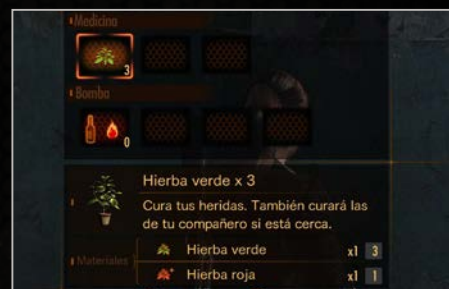 Medicina
3
Bomba
0
Hierba verde x 3
Cura tus heridas. También curará las
de tu compañero si está cerca.
Materiales
Hierba verde x1 3
Hierba roja x1 1